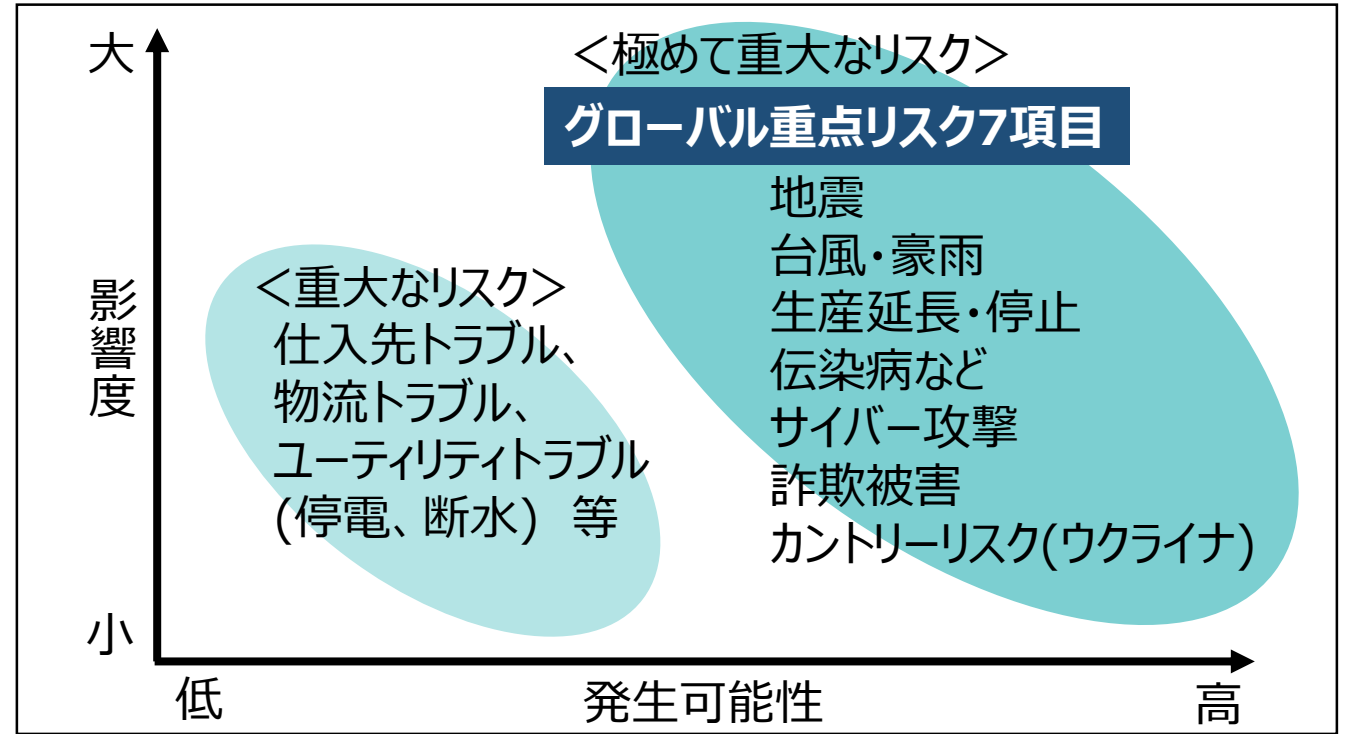 大
＜極めて重大なリスク＞
グローバル重点リスク7項目
地震
台風・豪雨
生産延長・停止
伝染病など
サイバー攻撃
詐欺被害
カントリーリスク(ウクライナ)
＜重大なリスク＞
仕入先トラブル、
物流トラブル、
ユーティリティトラブル
(停電、断水) 等
影響度
小
低
発生可能性
高